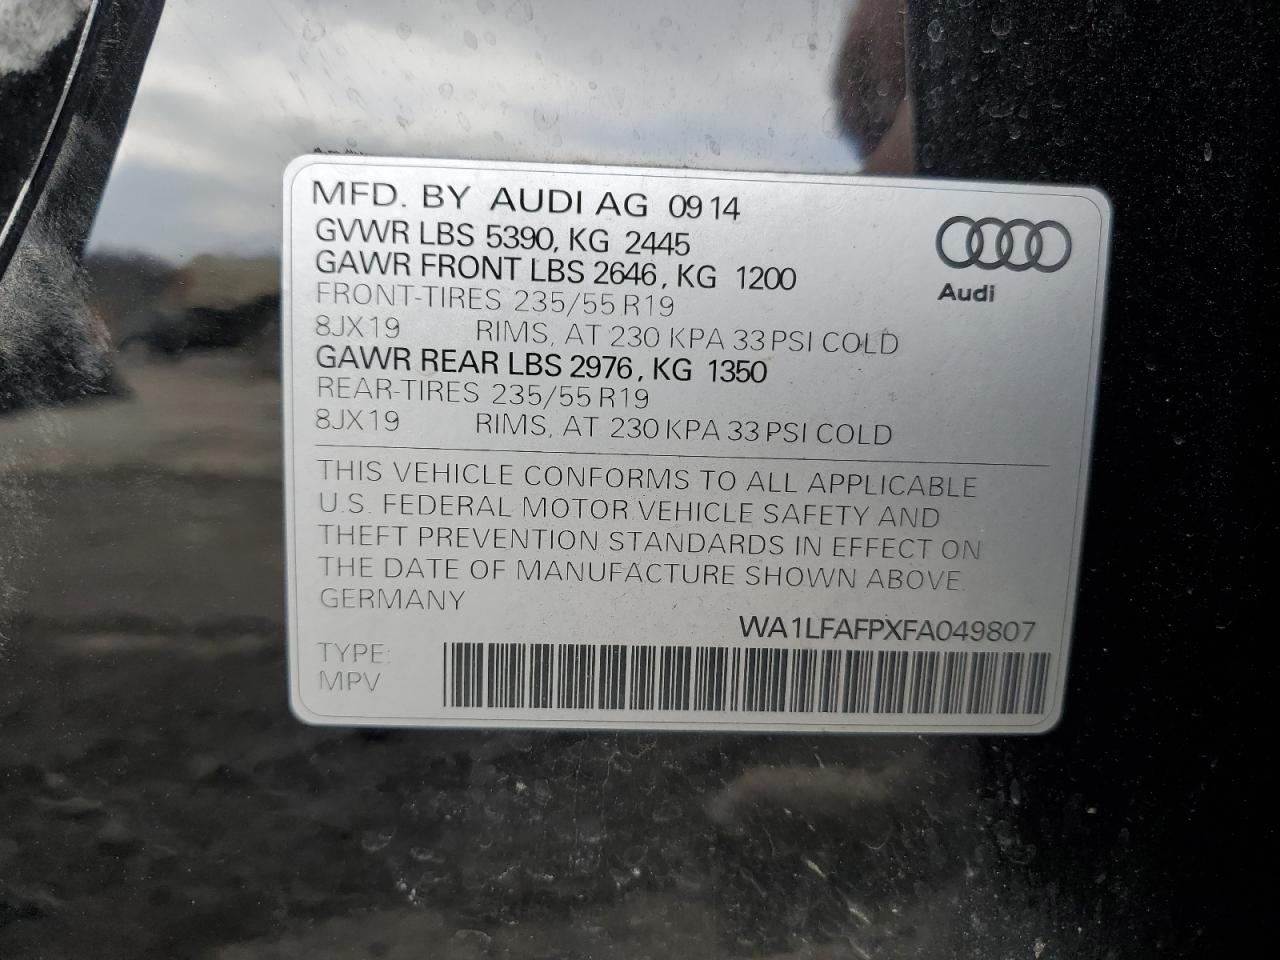 MFD. BY AUDI AG 09 14
GVWR LBS 5390, KG 2445
GAWR FRONT LBS 2646, KG 1200
FRONT-TIRES 235/55 R19
8JX19 RIMS, AT 230 KPA 33 PSI COLD
GAWR REAR LBS 2976, KG 1350
REAR-TIRES 235/55 R19
8JX19 RIMS, AT 230 KPA 33 PSI COLD
Audi
THIS VEHICLE CONFORMS TO ALL APPLICABLE
U.S. FEDERAL MOTOR VEHICLE SAFETY AND
THEFT PREVENTION STANDARDS IN EFFECT ON
THE DATE OF MANUFACTURE SHOWN ABOVE.
GERMANY
WA1LFAFPXFA049807
TYPE:
MPV